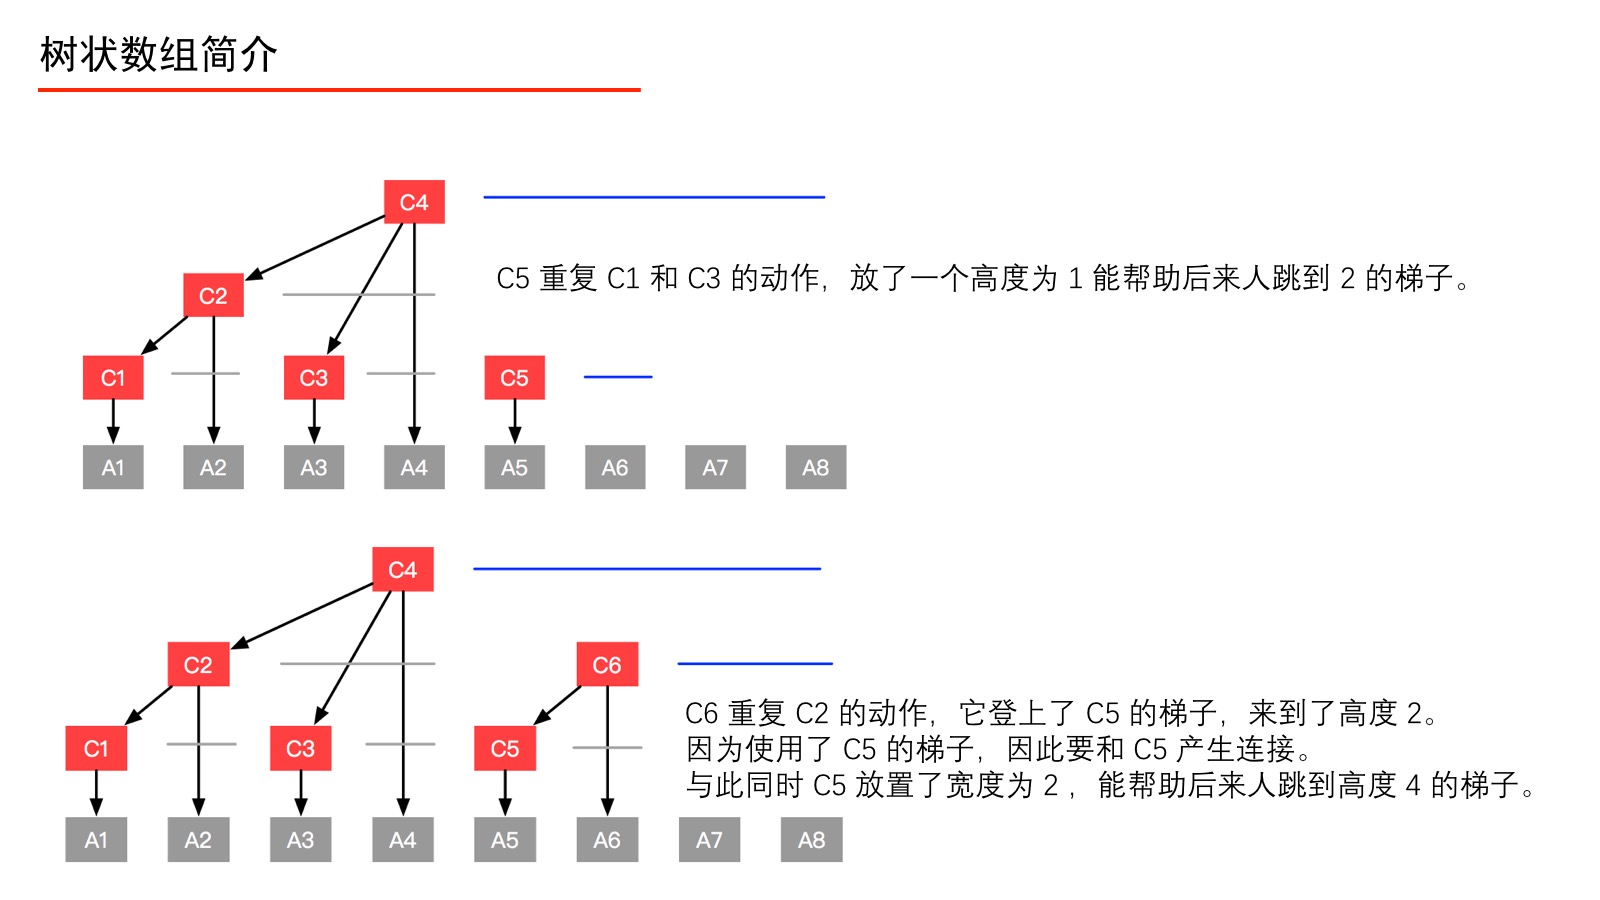 树状数组简介
C4
C5 重复 C1 和 C3 的动作，放了一个高度为 1 能帮助后来人跳到 2 的梯子。
C2
C1 C3 C5
A1 A2 A3 A4 A5 A6 A7 A8
C4
C2 C6
C6 重复 C2 的动作，它登上了 C5 的梯子，来到了高度 2。
C1 C3 C5
因为使用了 C5 的梯子，因此要和 C5 产生连接。
与此同时 C5 放置了宽度为 2 ，能帮助后来人跳到高度 4 的梯子。
A1 A2 A3 A4 A5 A6 A7 A8